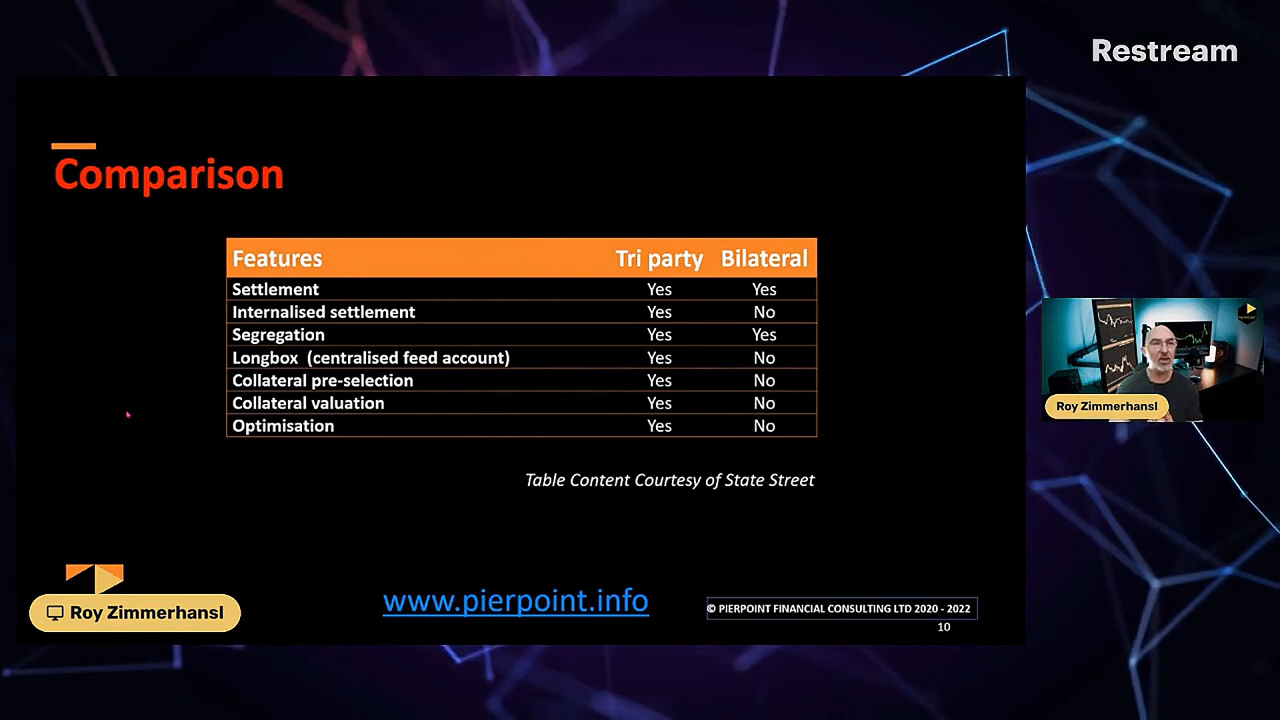 Restream
Comparison
Features Tri party Bilateral
Settlement Yes Yes
Internalised settlement Yes No
Segregation Yes Yes
Longbox (centralised feed account) Yes No
Collateral pre-selection Yes No
Collateral valuation Yes No
Optimisation Yes No
Table Content Courtesy of State Street
Roy Zimmerhansl
www.pierpoint.info
© PIERPOINT FINANCIAL CONSULTING LTD 2020 - 2022
10
Roy Zimmerhansl